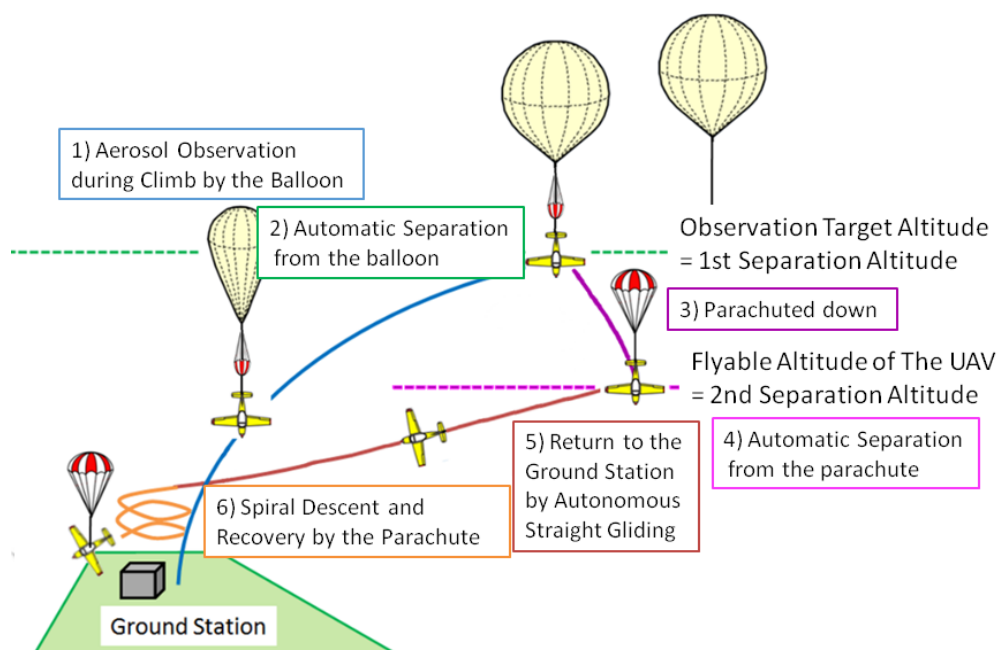 1) Aerosol Observation
during Climb by the Balloon
2) Automatic Separation
from the balloon
Observation Target Altitude
= 1st Separation Altitude
3) Parachuted down
Flyable Altitude of The UAV
= 2nd Separation Altitude
4) Automatic Separation
from the parachute
5) Return to the
Ground Station
by Autonomous
Straight Gliding
6) Spiral Descent and
Recovery by the Parachute
Ground Station